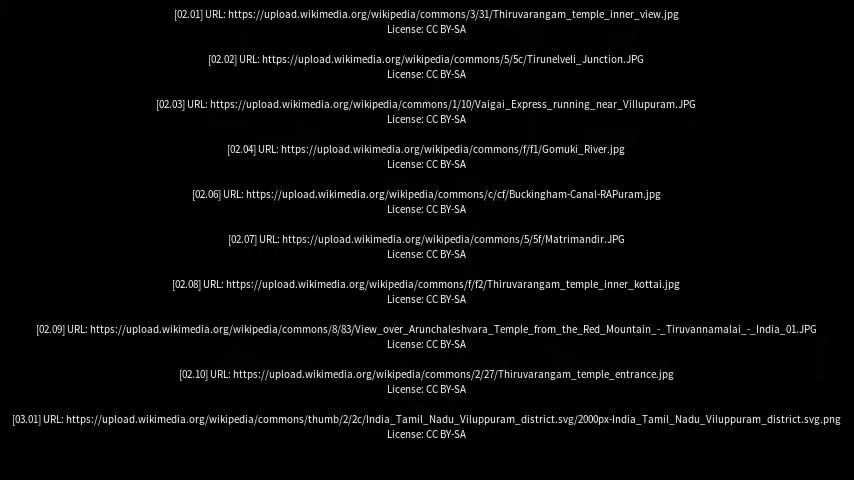 [02.01] URL: https://upload.wikimedia.org/wikipedia/commons/3/31/Thiruvarangam_temple_inner_view.jpg
License: CC BY-SA
[02.02] URL: https://upload.wikimedia.org/wikipedia/commons/5/5c/Tirunelveli_Junction.JPG
License: CC BY-SA
[02.03] URL: https://upload.wikimedia.org/wikipedia/commons/1/10/Vaigai_Express_running_near_Villupuram.JPG
License: CC BY-SA
[02.04] URL: https://upload.wikimedia.org/wikipedia/commons/f/f1/Gomuki_River.jpg
License: CC BY-SA
[02.06] URL: https://upload.wikimedia.org/wikipedia/commons/c/cf/Buckingham-Canal-RAPuram.jpg
License: CC BY-SA
[02.07] URL: https://upload.wikimedia.org/wikipedia/commons/5/5f/Matrimandir.JPG
License: CC BY-SA
[02.08] URL: https://upload.wikimedia.org/wikipedia/commons/f/f2/Thiruvarangam_temple_inner_kottai.jpg
License: CC BY-SA
[02.09] URL: https://upload.wikimedia.org/wikipedia/commons/8/83/View_over_Arunchaleshvara_Temple_from_the_Red_Mountain_-_Tiruvannamalai_-_India_01.JPG
License: CC BY-SA
[02.10] URL: https://upload.wikimedia.org/wikipedia/commons/2/27/Thiruvarangam_temple_entrance.jpg
License: CC BY-SA
[03.01] URL: https://upload.wikimedia.org/wikipedia/commons/thumb/2/2c/India_Tamil_Nadu_Viluppuram_district.svg/2000px-India_Tamil_Nadu_Viluppuram_district.svg.png
License: CC BY-SA